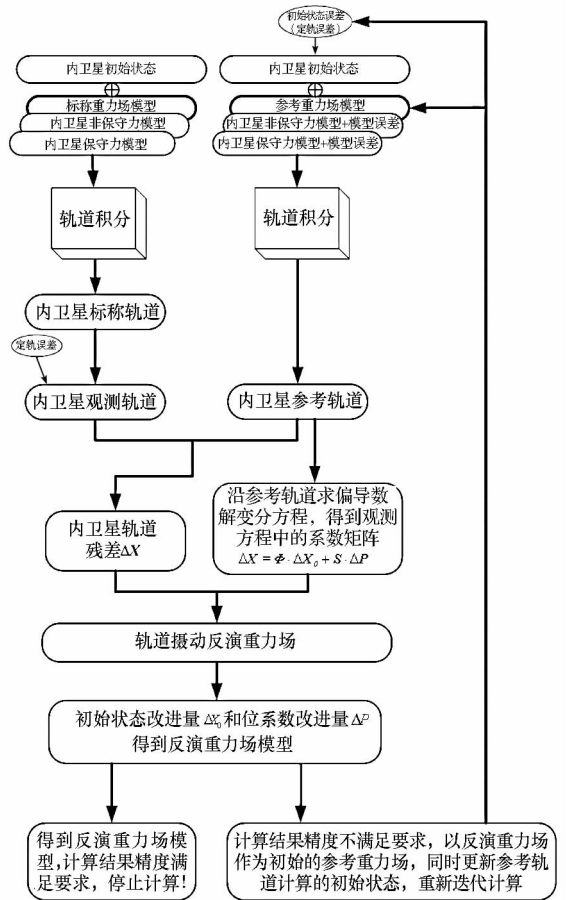 初始状态误差
(定轨误差)
内卫星初始状态
内卫星初始状态
标称重力场模型
参考重力场模型
内卫星非保守力模型
内卫星非保守力模型+模型误差
内卫星保守力模型
内卫星保守力模型+模型误差
轨道积分
轨道积分
内卫星标称轨道
定轨误差
内卫星观测轨道
内卫星参考轨道
内卫星轨道
残差ΔX
沿参考轨道求偏导数
解变分方程，得到观测
方程中的系数矩阵
ΔX = Φ · ΔX₀ + S · ΔP
轨道摄动反演重力场
初始状态改进量ΔX₀和位系数改进量ΔP
得到反演重力场模型
得到反演重力场模
型,计算结果精度满
足要求，停止计算!
计算结果精度不满足要求，以反演重力场
作为初始的参考重力场，同时更新参考轨
道计算的初始状态，重新迭代计算